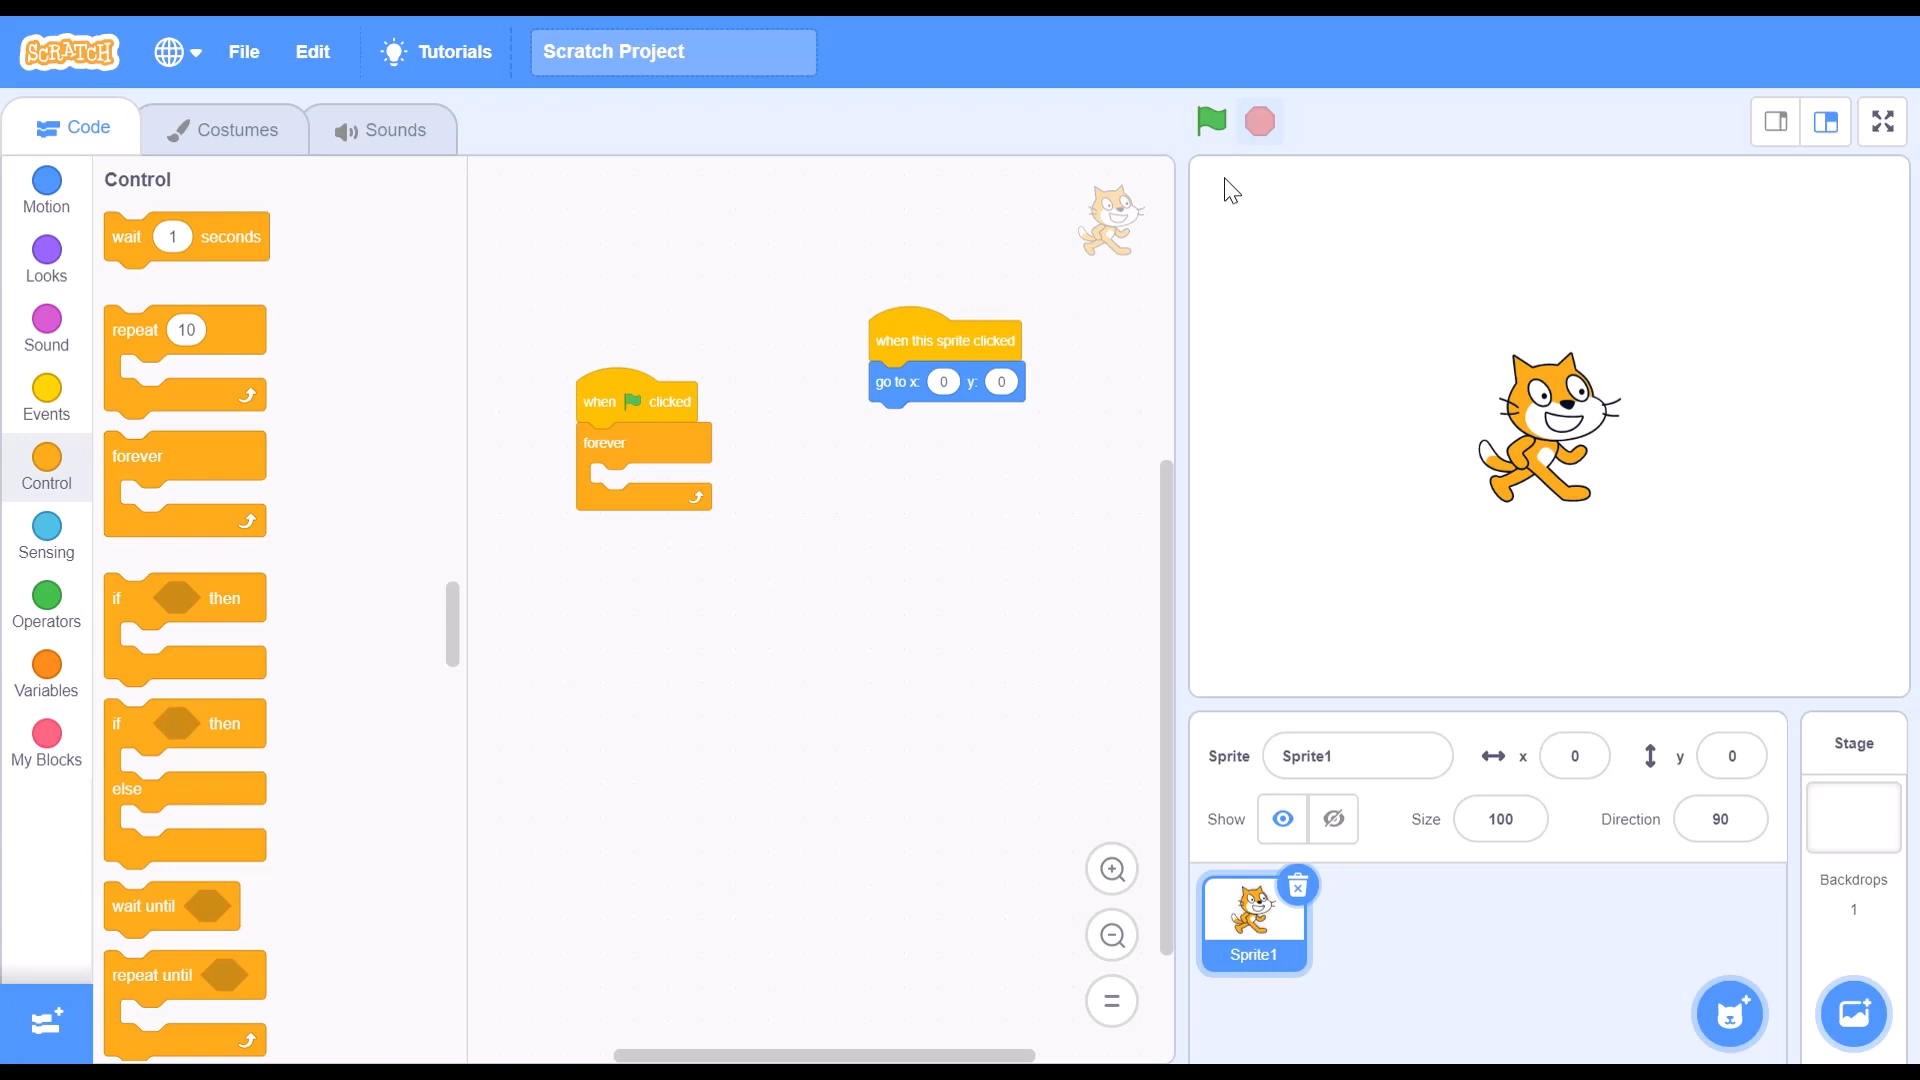 SCRATCH
File
Edit
Tutorials
Scratch Project
Code
Costumes
Sounds
Motion
Looks
Sound
Events
Control
Sensing
Operators
Variables
My Blocks
Control
wait 1 seconds
repeat 10
forever
if then
if then
else
wait until
repeat until
when clicked
forever
when this sprite clicked
go to x: 0 y: 0
Sprite Sprite1 x 0 y 0
Show Size 100 Direction 90
Sprite1
Stage
Backdrops
1